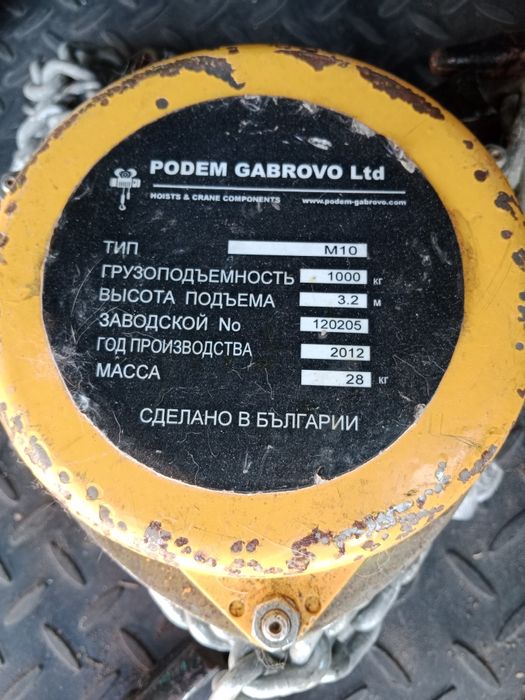 PODEM GABROVO Ltd
HOISTS & CRANE COMPONENTS www.podem-gabrovo.com
ТИП M10
ГРУЗОПОДЪЕМНОСТЬ 1000 кг
ВЫСОТА ПОДЪЕМА 3.2 м
ЗАВОДСКОЙ No 120205
ГОД ПРОИЗВОДСТВА 2012
МАССА 28 кг
СДЕЛАНО В БЪЛГАРИИ